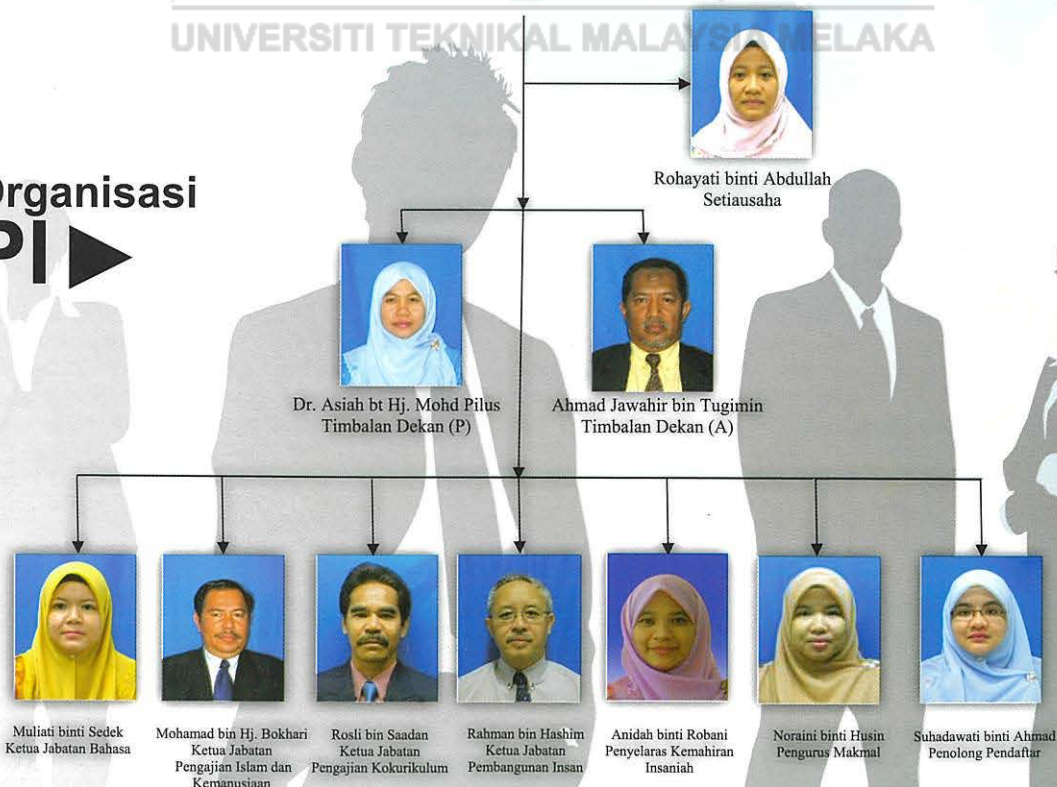 UNIVERSITI TEKNIKAL MALAYSIA MELAKA
Rohayati binti Abdullah
Setiausaha
Organisasi
PI
Dr. Asiah bt Hj. Mohd Pilus
Timbalan Dekan (P)
Ahmad Jawahir bin Tugimin
Timbalan Dekan (A)
Muliati binti Sedek
Ketua Jabatan Bahasa
Mohamad bin Hj. Bokhari
Ketua Jabatan
Pengajian Islam dan
Kemanusiaan
Rosli bin Saadan
Ketua Jabatan
Pengajian Kokurikulum
Rahman bin Hashim
Ketua Jabatan
Pembangunan Insan
Anidah binti Robani
Penyelaras Kemahiran
Insaniah
Noraini binti Husin
Pengurus Makmal
Suhadawati binti Ahmad
Penolong Pendaftar